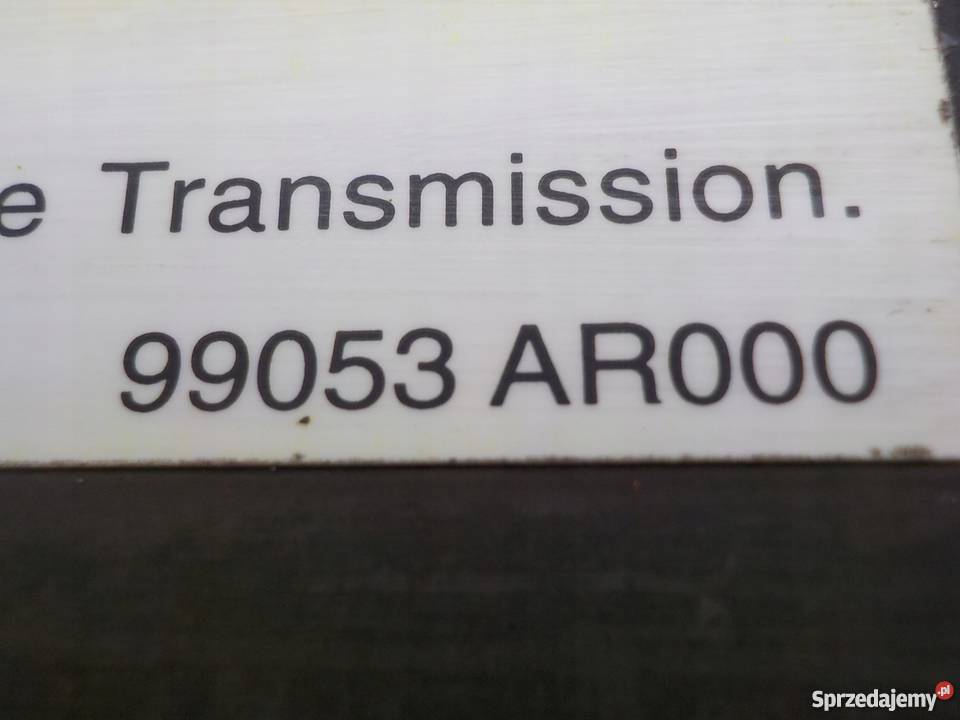 e Transmission.
99053 AR000
Sprzedajemy.pl